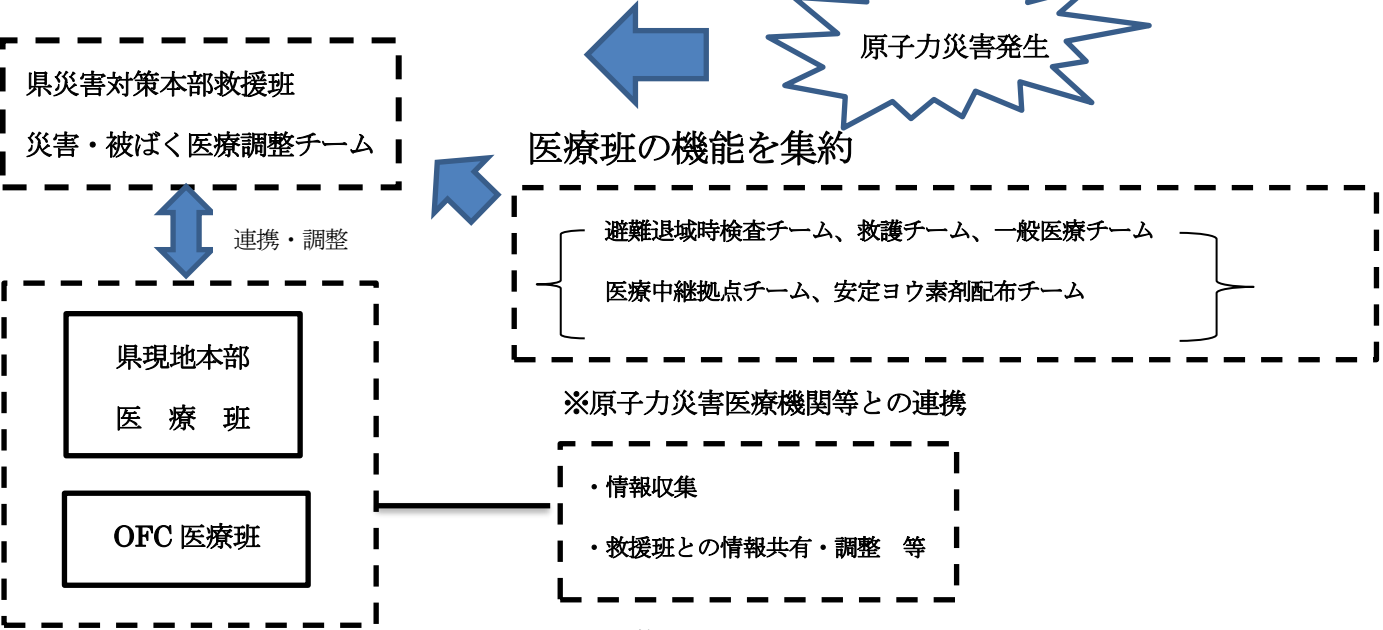 原子力災害発生
県災害対策本部救援班
災害・被ばく医療調整チーム
医療班の機能を集約
避難退域時検査チーム、救護チーム、一般医療チーム
医療中継拠点チーム、安定ヨウ素剤配布チーム
連携・調整
県現地本部
医 療 班
OFC 医療班
※原子力災害医療機関等との連携
・情報収集
・救援班との情報共有・調整 等